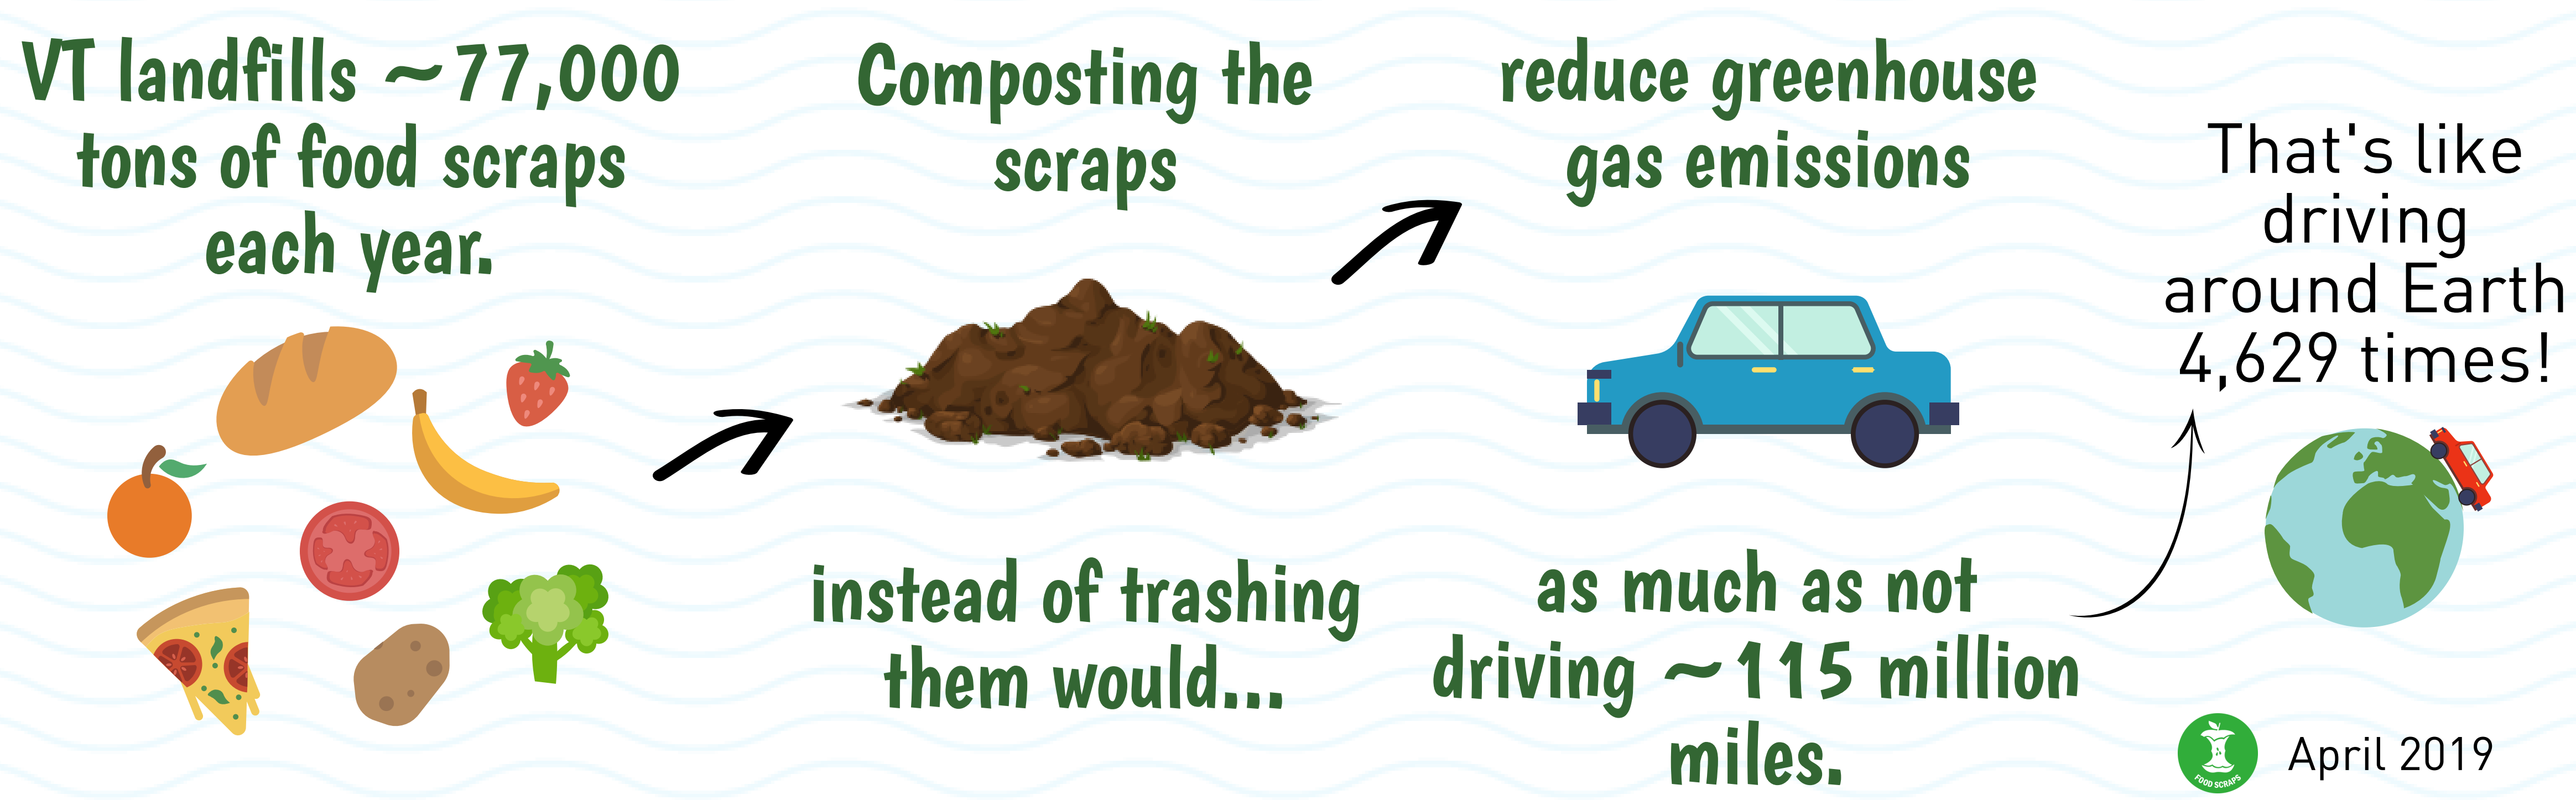 VT landfills ~77,000
tons of food scraps
each year.
Composting the
scraps
instead of trashing
them would...
reduce greenhouse
gas emissions
as much as not
driving ~115 million
miles.
That's like
driving
around Earth
4,629 times!
FOOD SCRAPS
April 2019